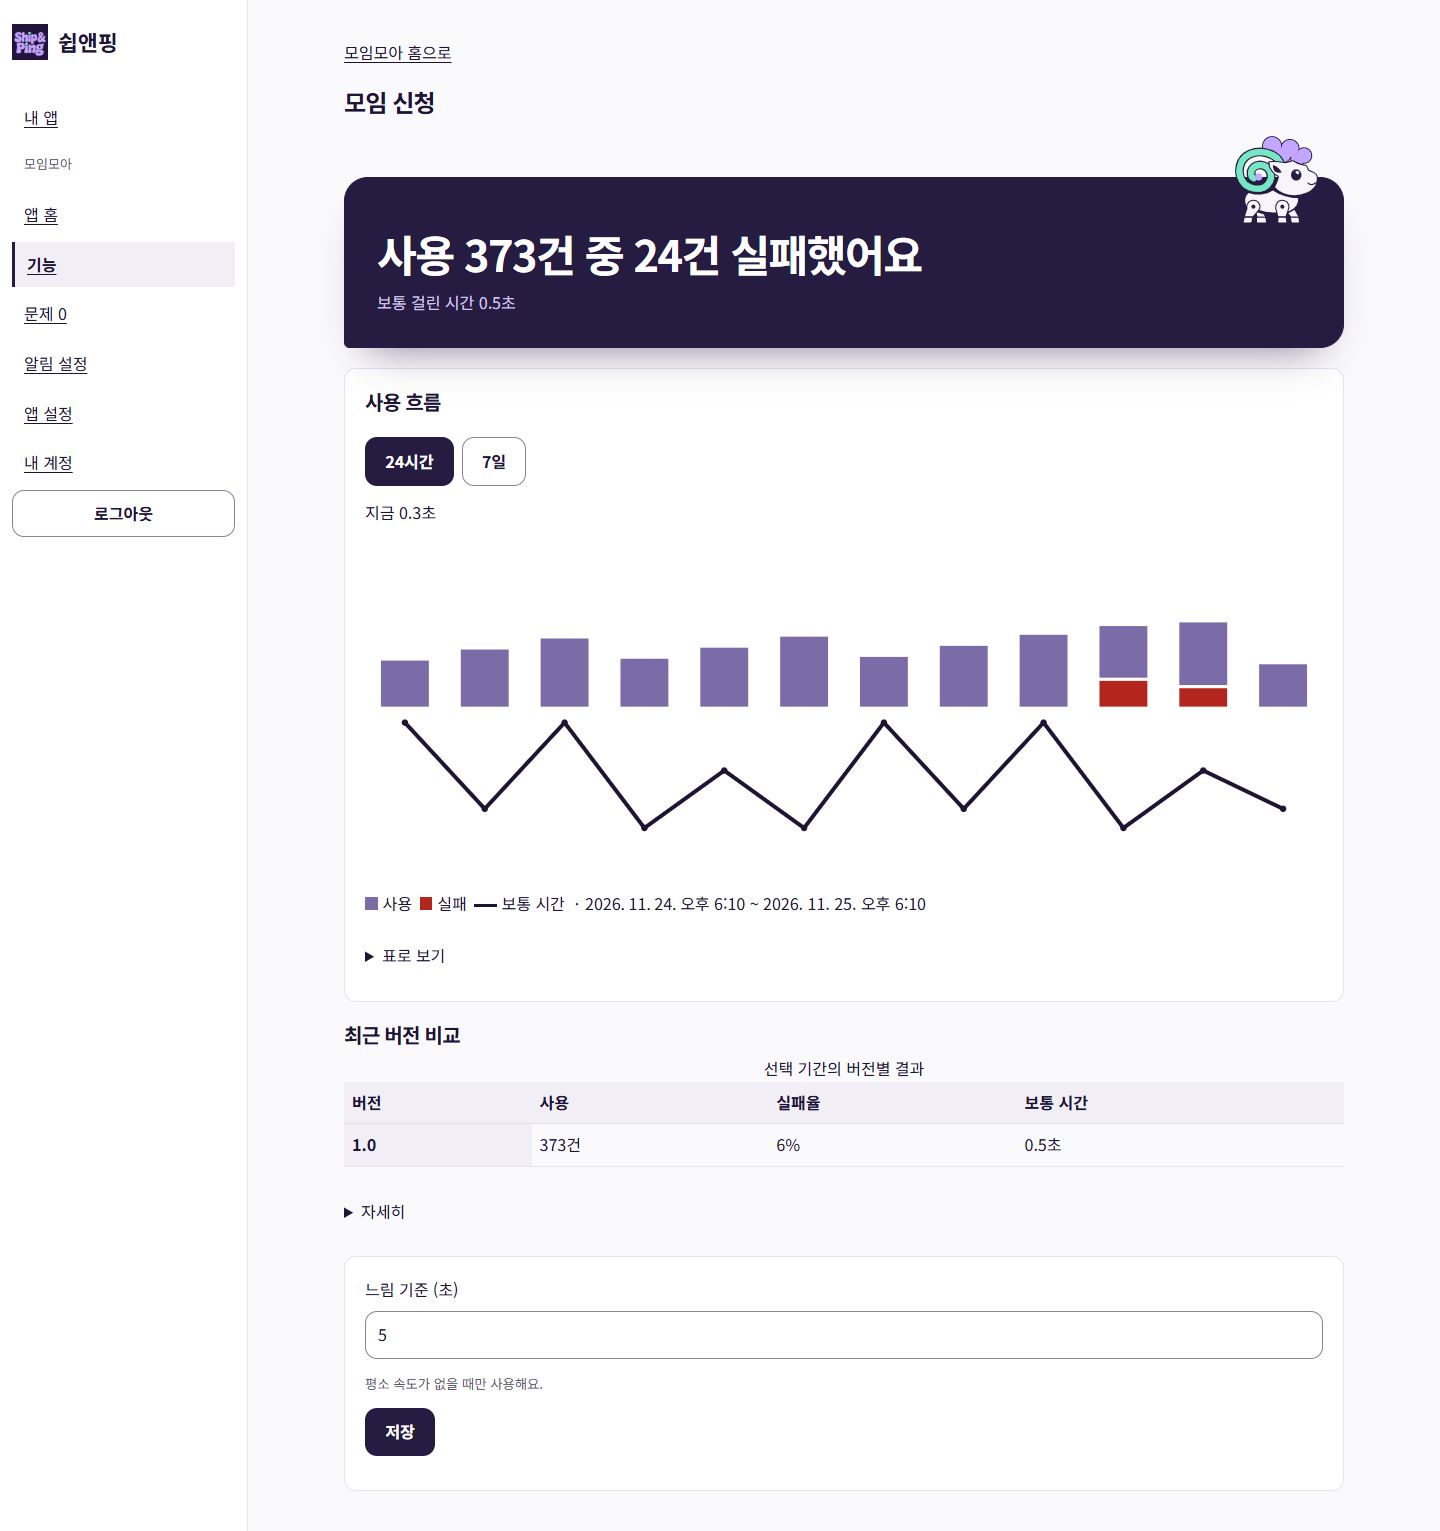 Ship&
Ping
쉽앤핑
내 앱
모임모아
앱 홈
기능
문제 0
알림 설정
앱 설정
내 계정
로그아웃
모임모아 홈으로
모임 신청
사용 373건 중 24건 실패했어요
보통 걸린 시간 0.5초
사용 흐름
24시간
7일
지금 0.3초
사용 실패 보통 시간 · 2026. 11. 24. 오후 6:10 ~ 2026. 11. 25. 오후 6:10
표로 보기
최근 버전 비교
선택 기간의 버전별 결과
버전 사용 실패율 보통 시간
1.0 373건 6% 0.5초
자세히
느림 기준 (초)
5
평소 속도가 없을 때만 사용해요.
저장